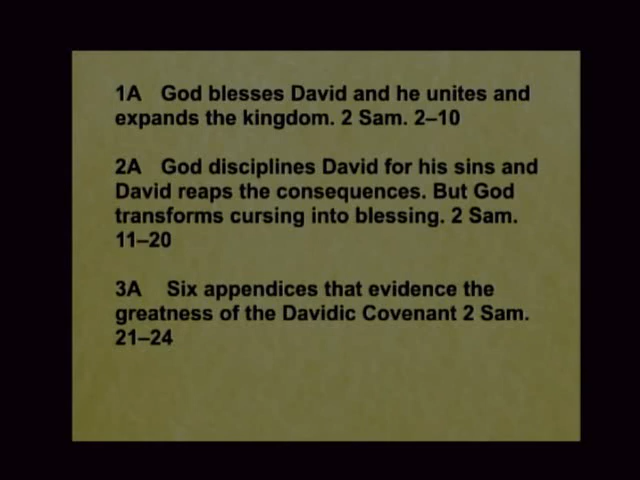 1A God blesses David and he unites and
expands the kingdom. 2 Sam. 2–10
2A God disciplines David for his sins and
David reaps the consequences. But God
transforms cursing into blessing. 2 Sam.
11–20
3A Six appendices that evidence the
greatness of the Davidic Covenant 2 Sam.
21–24